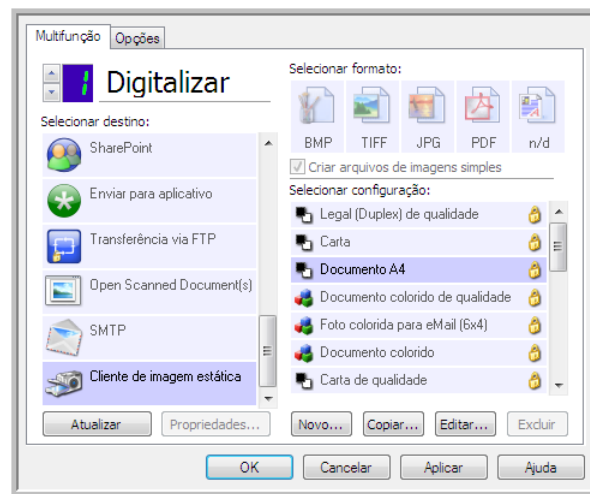 Multifunção Opções
1 Digitalizar
Selecionar destino:
SharePoint
Enviar para aplicativo
Transferência via FTP
Open Scanned Document(s)
SMTP
Cliente de imagem estática
Atualizar Propriedades...
Selecionar formato:
BMP TIFF JPG PDF n/d
Criar arquivos de imagens simples
Selecionar configuração:
Legal (Duplex) de qualidade
Carta
Documento A4
Documento colorido de qualidade
Foto colorida para eMail (6x4)
Documento colorido
Carta de qualidade
Novo... Copiar... Editar... Excluir
OK Cancelar Aplicar Ajuda